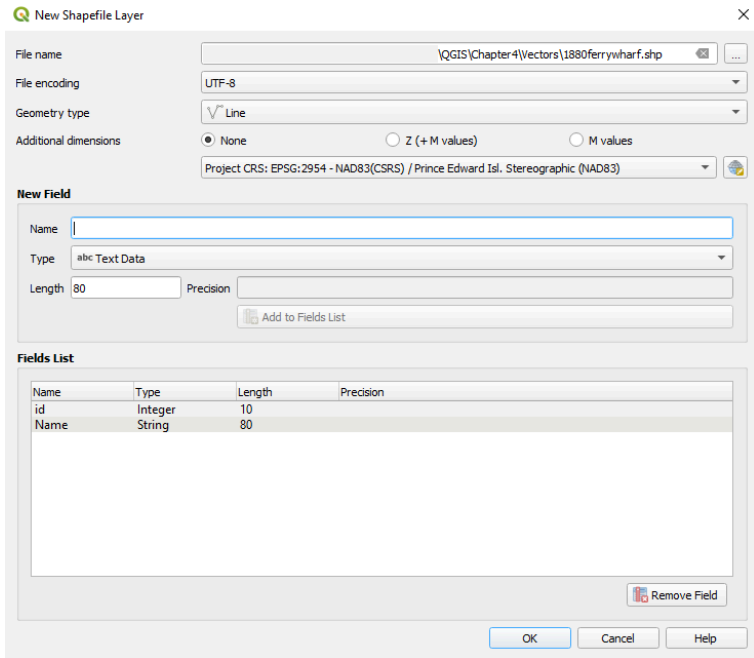 New Shapefile Layer
File name \QGIS\Chapter4\Vectors\1880ferrywharf.shp ...
File encoding UTF-8
Geometry type Line
Additional dimensions None Z (+ M values) M values
Project CRS: EPSG:2954 - NAD83(CSRS) / Prince Edward Isl. Stereographic (NAD83)
New Field
Name
Type abc Text Data
Length 80 Precision
Add to Fields List
Fields List
Name Type Length Precision
id Integer 10
Name String 80
Remove Field
OK Cancel Help